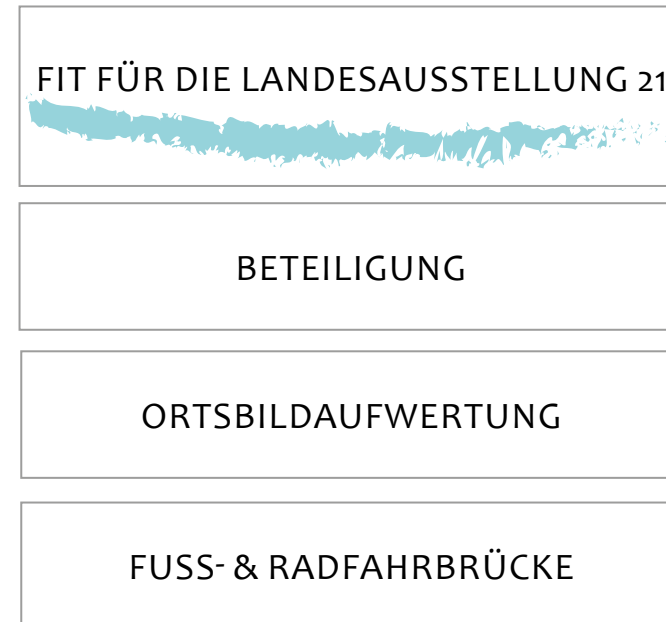 FIT FÜR DIE LANDESAUSSTELLUNG 21
BETEILIGUNG
ORTSBILDAUFWERTUNG
FUSS- & RADFAHRBRÜCKE